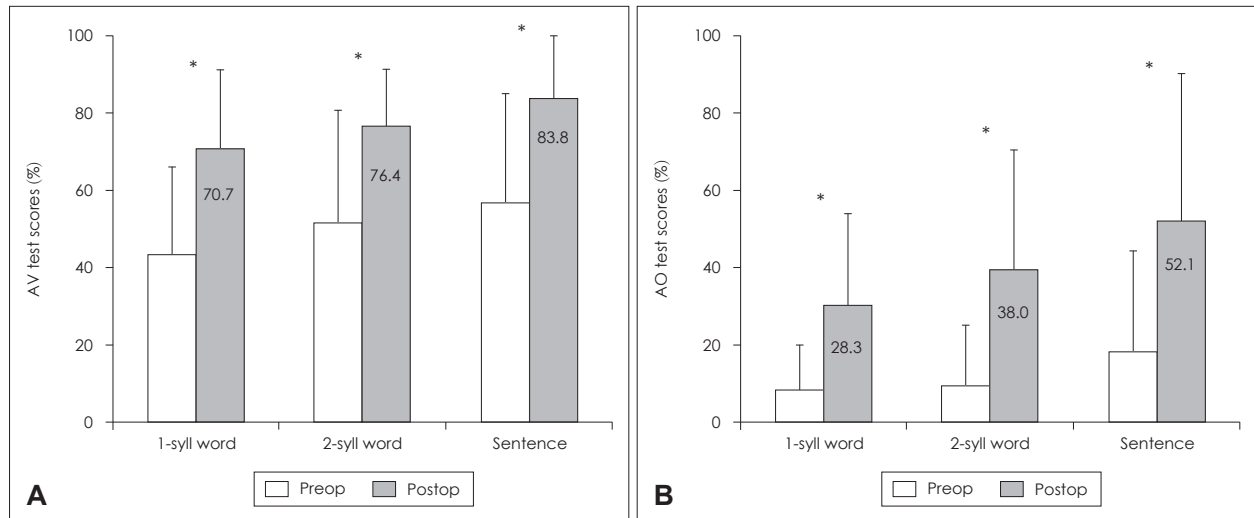 AV test scores (%)
100
80
60
40
20
0
*
*
*
70.7
76.4
83.8
1-syll word
2-syll word
Sentence
Preop
Postop
A
AO test scores (%)
100
80
60
40
20
0
*
*
*
28.3
38.0
52.1
1-syll word
2-syll word
Sentence
Preop
Postop
B